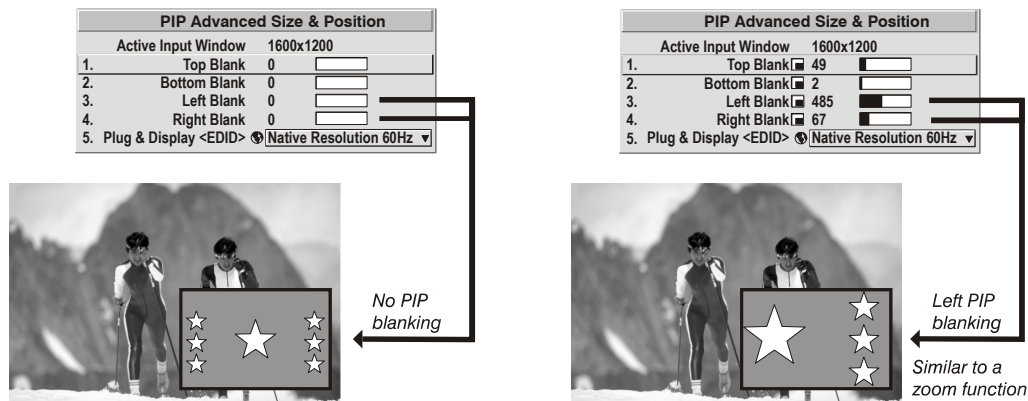 PIP Advanced Size & Position
Active Input Window 1600x1200
1. Top Blank 0
2. Bottom Blank 0
3. Left Blank 0
4. Right Blank 0
5. Plug & Display <EDID> Native Resolution 60Hz
No PIP
blanking
PIP Advanced Size & Position
Active Input Window 1600x1200
1. Top Blank 49
2. Bottom Blank 2
3. Left Blank 485
4. Right Blank 67
5. Plug & Display <EDID> Native Resolution 60Hz
Left PIP
blanking
Similar to a
zoom function